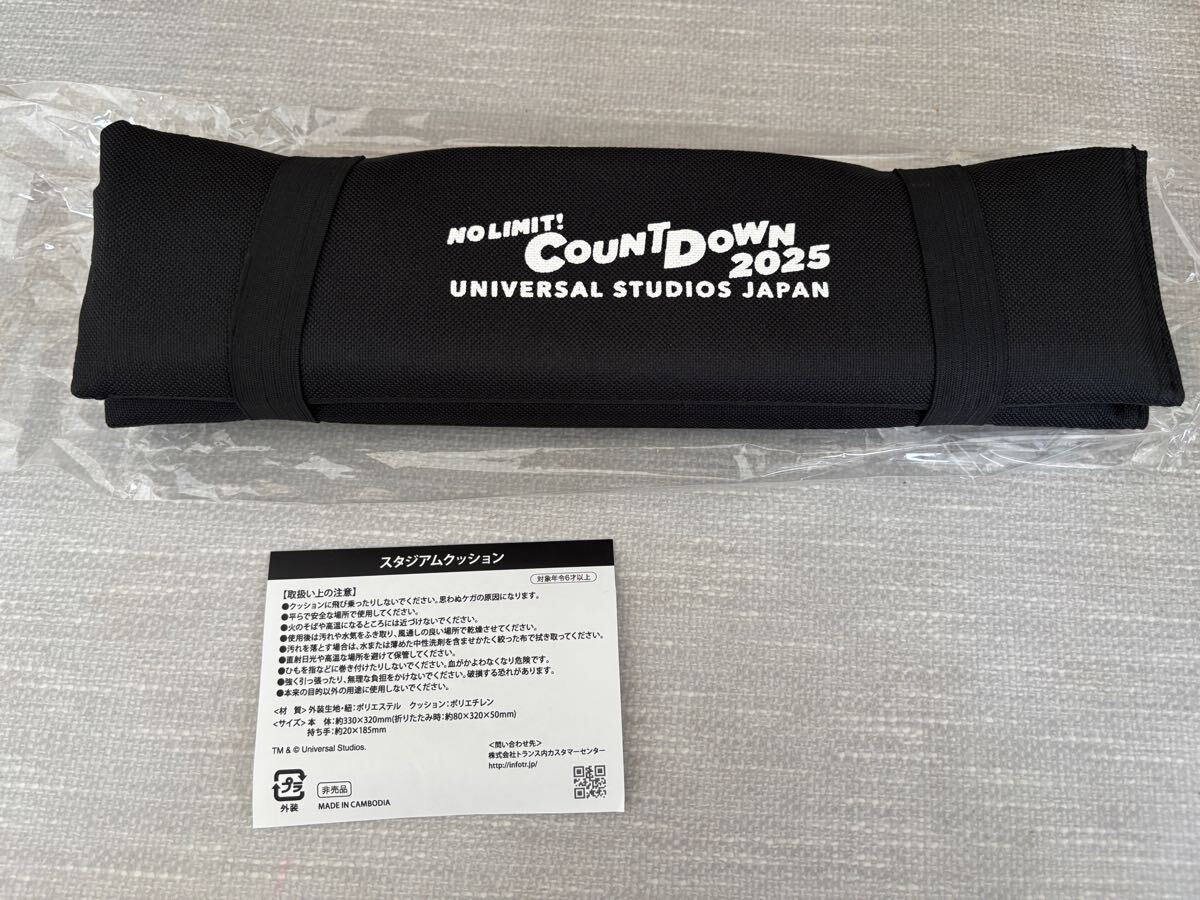 NO LIMIT!
COUNTDOWN
2025
UNIVERSAL STUDIOS JAPAN
スタジアムクッション
対象年令6才以上
【取扱い上の注意】
●クッションに飛び乗ったりしないでください。思わぬケガの原因になります。
●平らで安全な場所で使用してください。
●火のそばや高温になるところには近づけないでください。
●使用後は汚れや水気をふき取り、風通しの良い場所で乾燥させてください。
●汚れを落とす場合は、水または薄めた中性洗剤を含ませかたく絞った布で拭き取ってください。
●直射日光や高温な場所を避けて保管してください。
●ひもを指などに巻き付けたりしないでください。血がかよわなくなり危険です。
●強く引っ張ったり、無理な負担をかけないでください。破損する恐れがあります。
●本来の目的以外の用途に使用しないでください。
<材 質> 外装生地・紐：ポリエステル クッション：ポリエチレン
<サイズ> 本 体：約330×320mm(折りたたみ時：約80×320×50mm)
持ち手：約20×185mm
TM & © Universal Studios.
<問い合わせ先>
株式会社トランス内カスタマーセンター
http://infotr.jp/
プラ
外装
非売品
MADE IN CAMBODIA